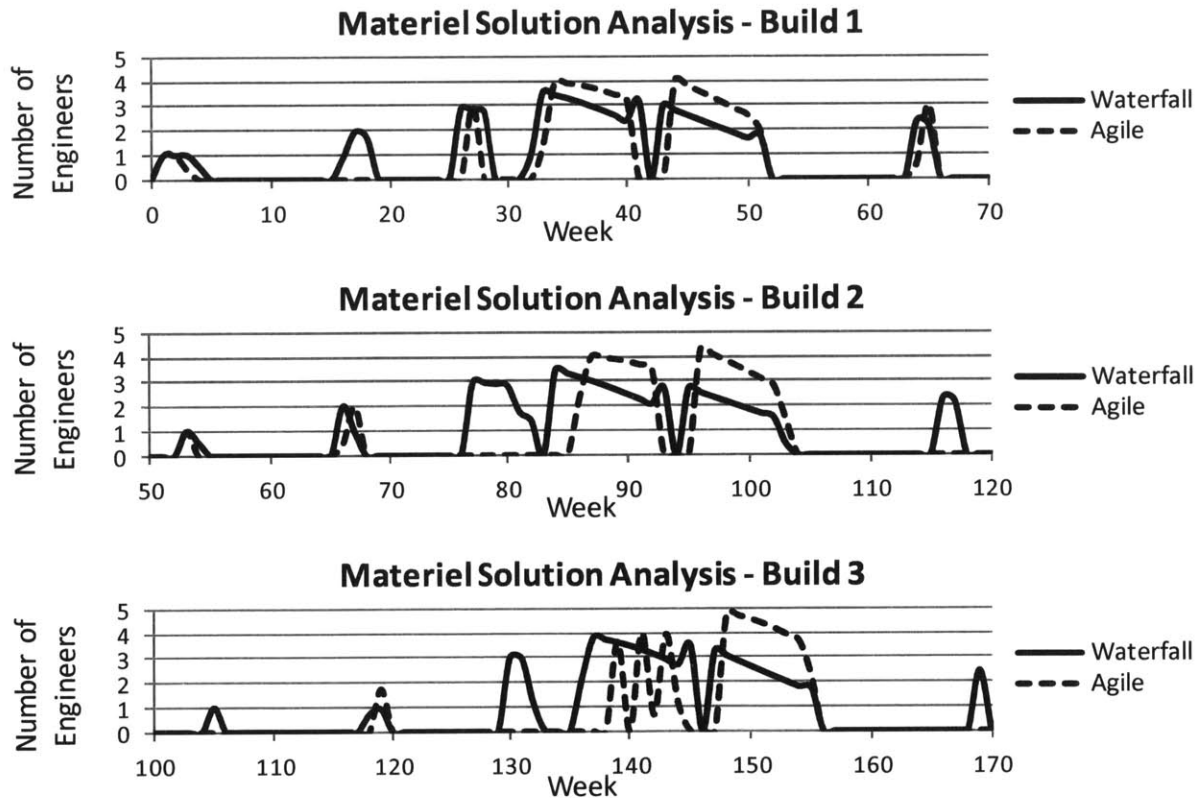 Materiel Solution Analysis - Build 1
Number of
Engineers
5
4
3
2
1
0
0 10 20 30 40 50 60 70
Week
Waterfall
Agile
Materiel Solution Analysis - Build 2
Number of
Engineers
5
4
3
2
1
0
50 60 70 80 90 100 110 120
Week
Waterfall
Agile
Materiel Solution Analysis - Build 3
Number of
Engineers
5
4
3
2
1
0
100 110 120 130 140 150 160 170
Week
Waterfall
Agile